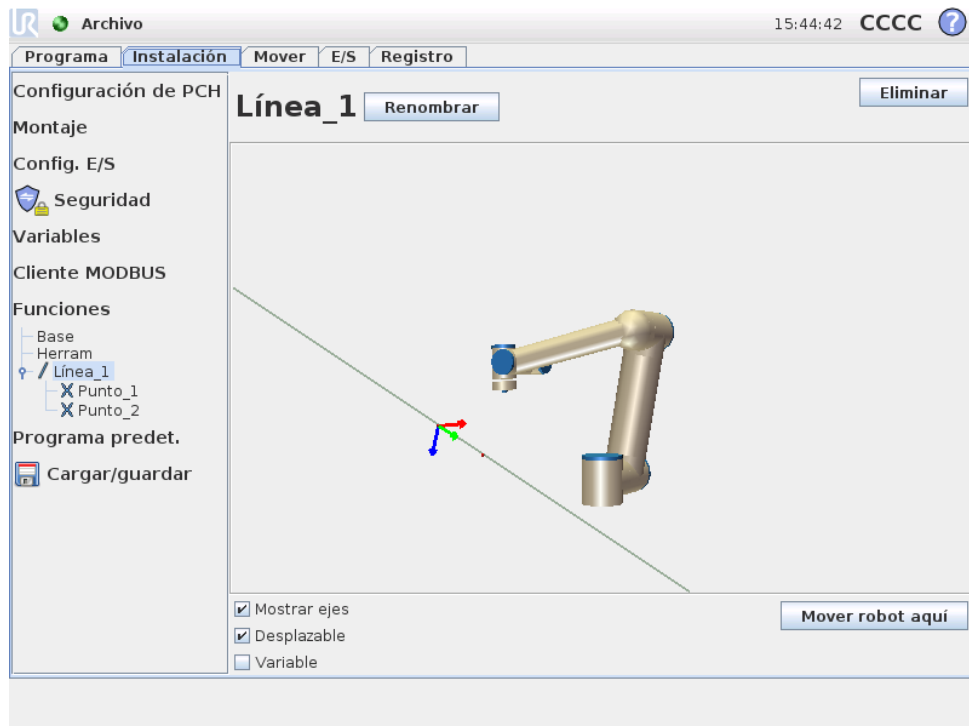 UR Archivo 15:44:42 CCCC ?
Programa Instalación Mover E/S Registro
Configuración de PCH
Montaje
Config. E/S
Seguridad
Variables
Cliente MODBUS
Funciones
Base
Herram
Línea_1
Punto_1
Punto_2
Programa predet.
Cargar/guardar
Línea_1 Renombrar Eliminar
Mostrar ejes
Desplazable
Variable
Mover robot aquí